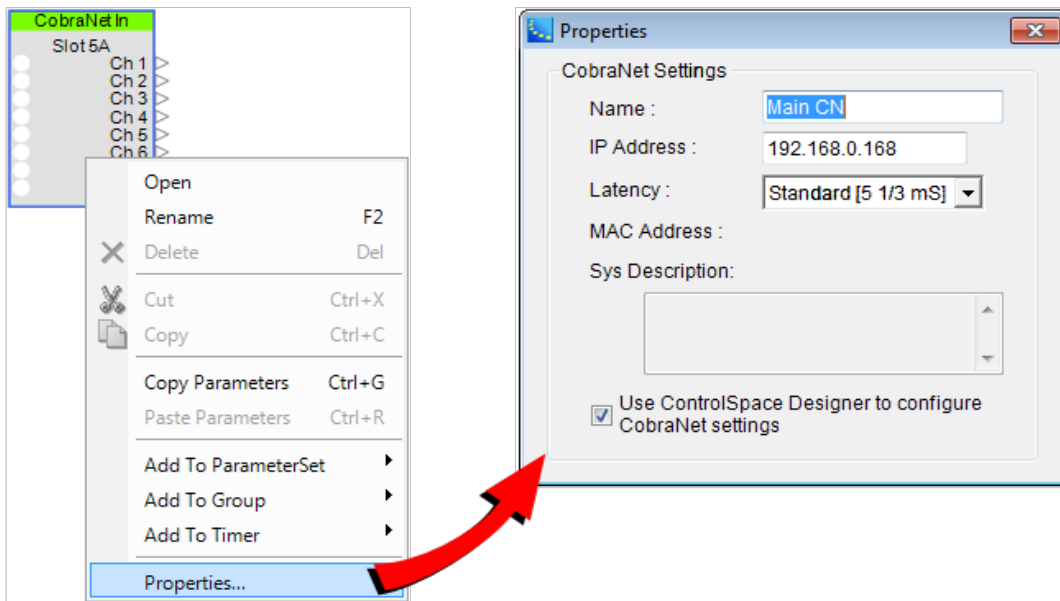 CobraNet In
Slot 5A
Ch 1
Ch 2
Ch 3
Ch 4
Ch 5
Ch 6
Open
Rename F2
Delete Del
Cut Ctrl+X
Copy Ctrl+C
Copy Parameters Ctrl+G
Paste Parameters Ctrl+R
Add To ParameterSet
Add To Group
Add To Timer
Properties...
Properties
CobraNet Settings
Name : Main CN
IP Address : 192.168.0.168
Latency : Standard [5 1/3 mS]
MAC Address :
Sys Description:
Use ControlSpace Designer to configure
CobraNet settings